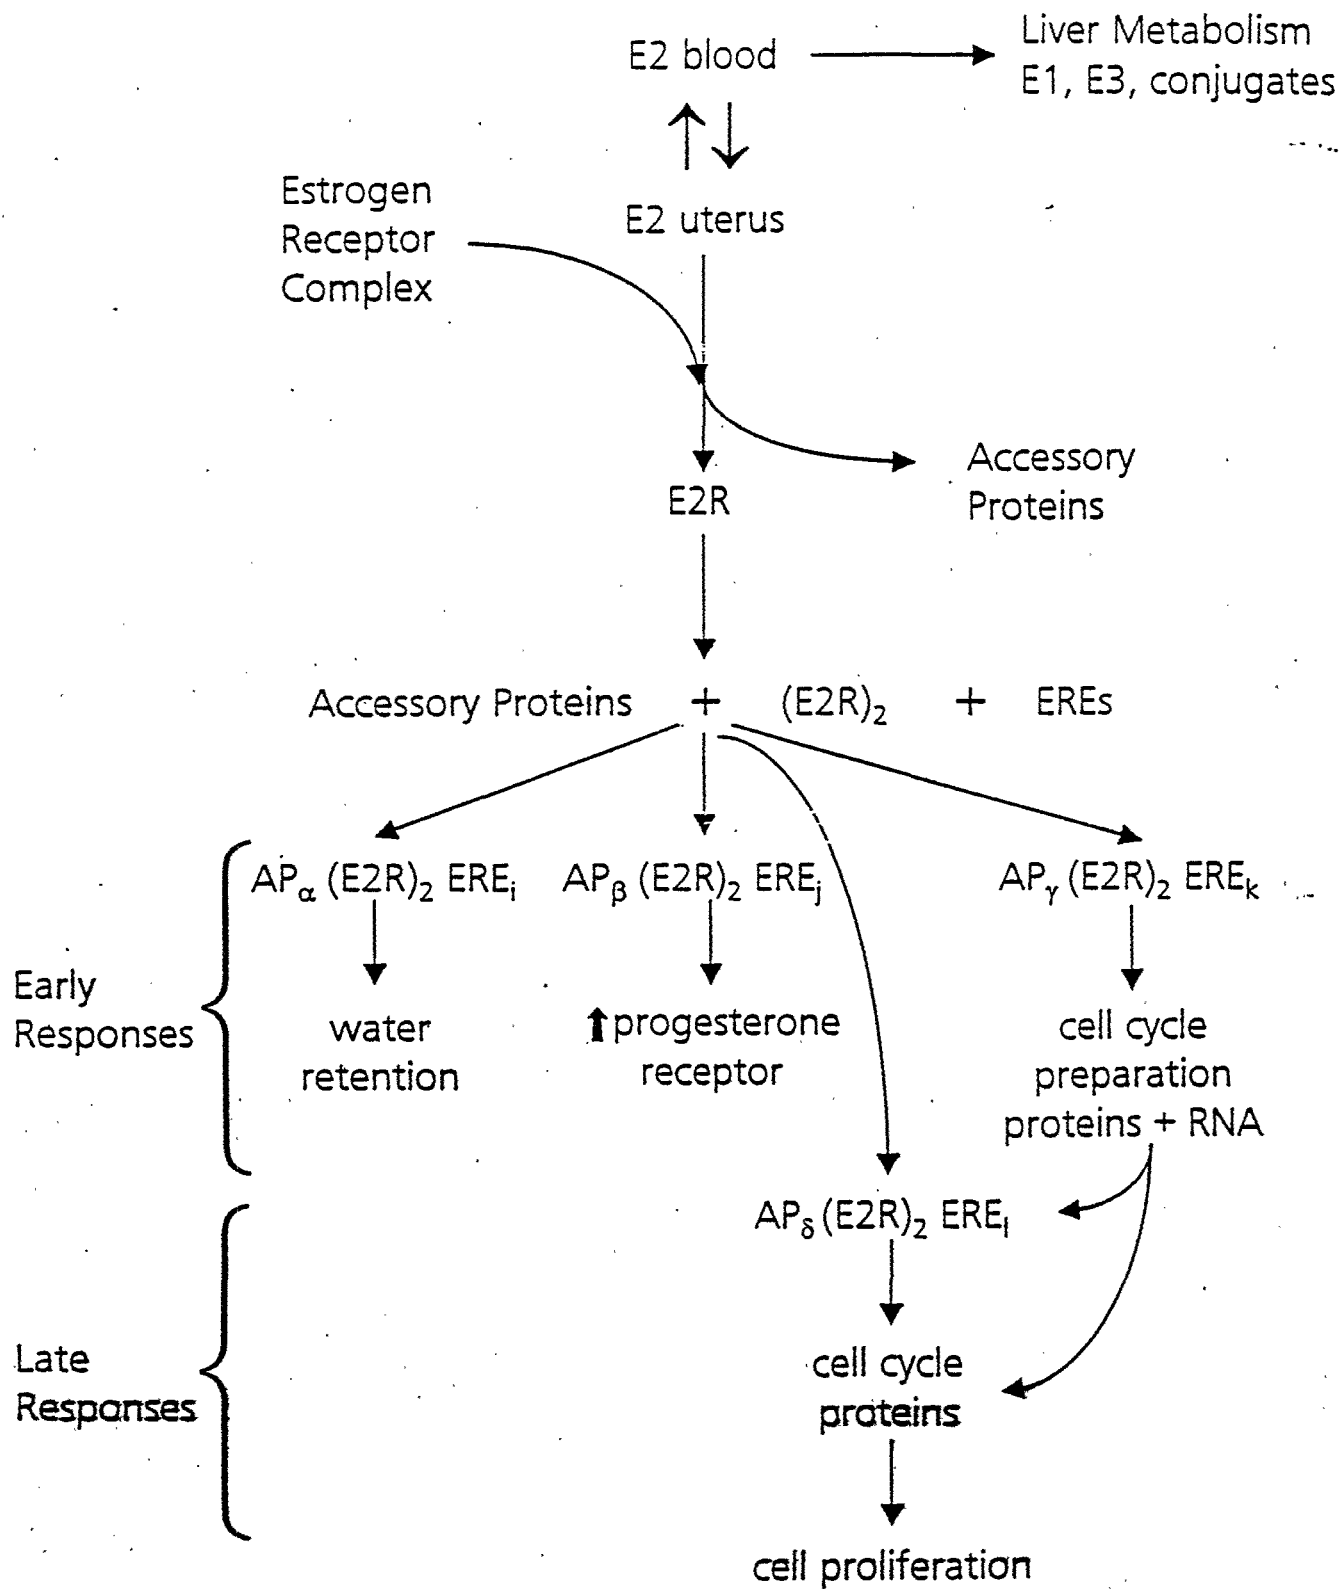 E2 blood
Liver Metabolism
E1, E3, conjugates
Estrogen
Receptor
Complex
E2 uterus
Accessory
Proteins
E2R
Accessory Proteins + (E2R)₂ + EREs
APα (E2R)₂ EREi
APβ (E2R)₂ EREj
APγ (E2R)₂ EREk
Early
Responses
water
retention
⬆progesterone
receptor
cell cycle
preparation
proteins + RNA
APδ (E2R)₂ EREl
Late
Responses
cell cycle
proteins
cell proliferation